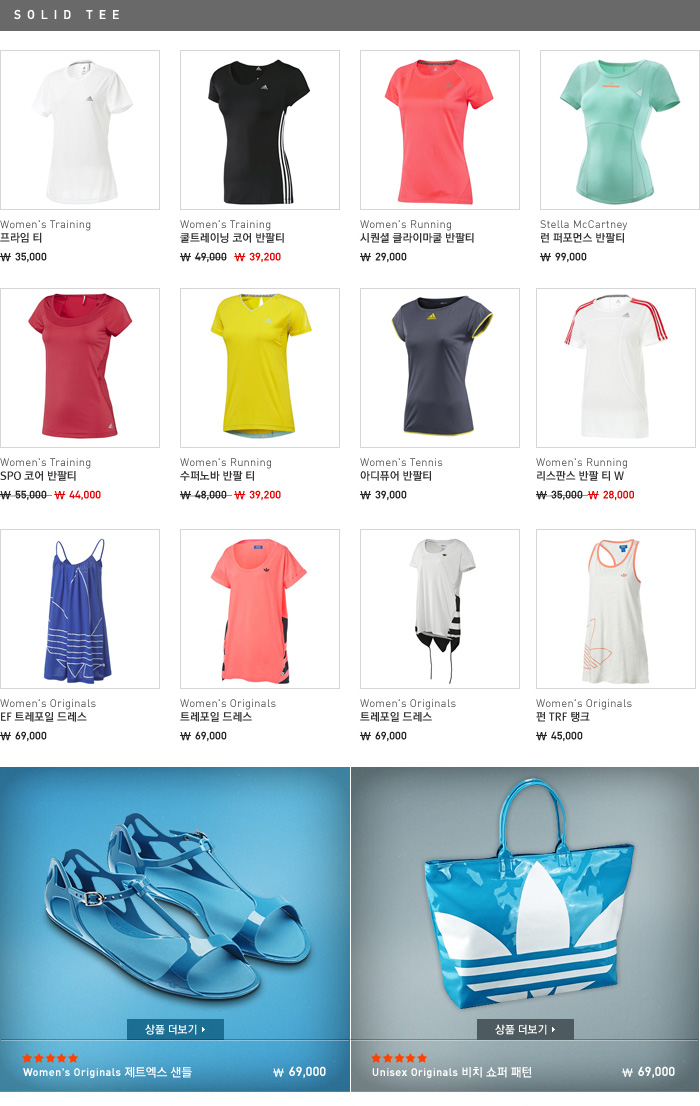 SOLID TEE
Women's Training
프라임 티
₩ 35,000
Women's Training
쿨트레이닝 코어 반팔티
₩ 49,000 ₩ 39,200
Women's Running
시퀀셜 클라이마쿨 반팔티
₩ 29,000
Stella McCartney
런 퍼포먼스 반팔티
₩ 99,000
Women's Training
SPO 코어 반팔티
₩ 55,000 ₩ 44,000
Women's Running
수퍼노바 반팔 티
₩ 48,000 ₩ 39,200
Women's Tennis
아디퓨어 반팔티
₩ 39,000
Women's Running
리스판스 반팔 티 W
₩ 35,000 ₩ 28,000
Women's Originals
EF 트레포일 드레스
₩ 69,000
Women's Originals
트레포일 드레스
₩ 69,000
Women's Originals
트레포일 드레스
₩ 69,000
Women's Originals
펀 TRF 탱크
₩ 45,000
상품 더보기
Women's Originals 제트엑스 샌들 ₩ 69,000
상품 더보기
Unisex Originals 비치 쇼퍼 패턴 ₩ 69,000